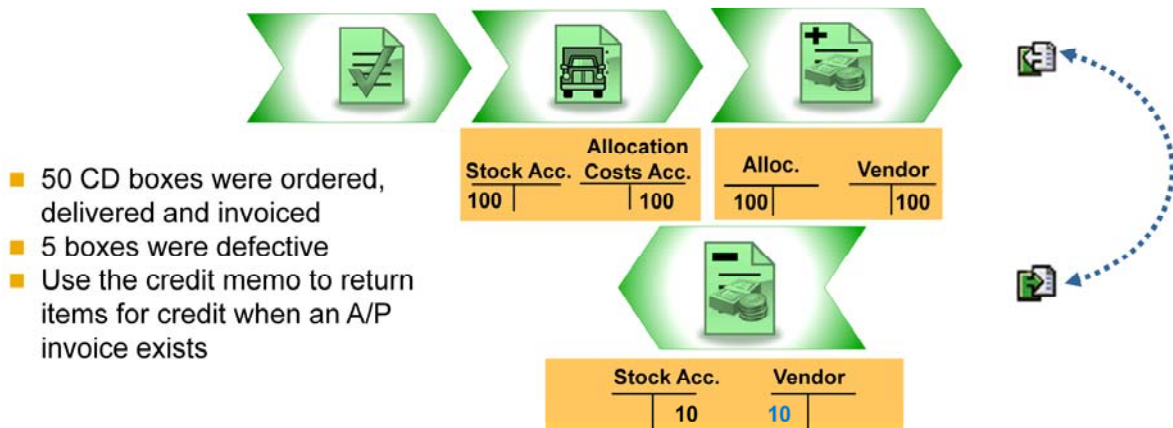 Allocation
Stock Acc. Costs Acc.
100 100
Alloc. Vendor
100 100
50 CD boxes were ordered,
delivered and invoiced
5 boxes were defective
Use the credit memo to return
items for credit when an A/P
invoice exists
Stock Acc. Vendor
10 10